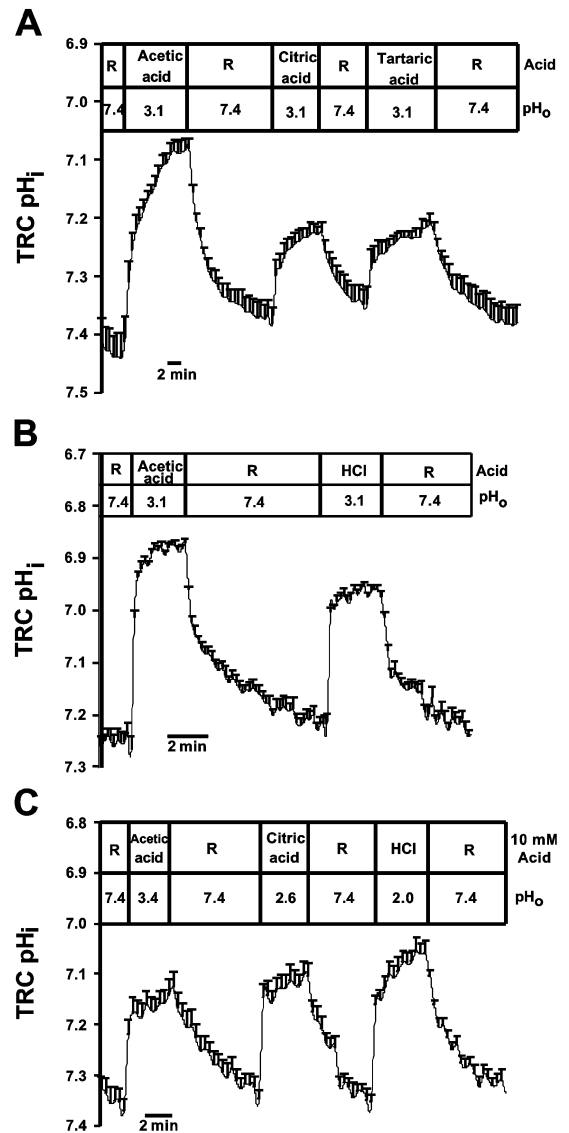 A
6.9
R Acetic acid R Citric acid R Tartaric acid R Acid
7.0
7.4 3.1 7.4 3.1 7.4 3.1 7.4 pHo
7.1
7.2
7.3
7.4
7.5
TRC pHi
2 min
B
6.7
R Acetic acid R HCl R Acid
7.4 3.1 7.4 3.1 7.4 pHo
6.8
6.9
7.0
7.1
7.2
7.3
TRC pHi
2 min
C
6.8
R Acetic acid R Citric acid R HCl R 10 mM Acid
6.9
7.4 3.4 7.4 2.6 7.4 2.0 7.4 pHo
7.0
7.1
7.2
7.3
7.4
TRC pHi
2 min